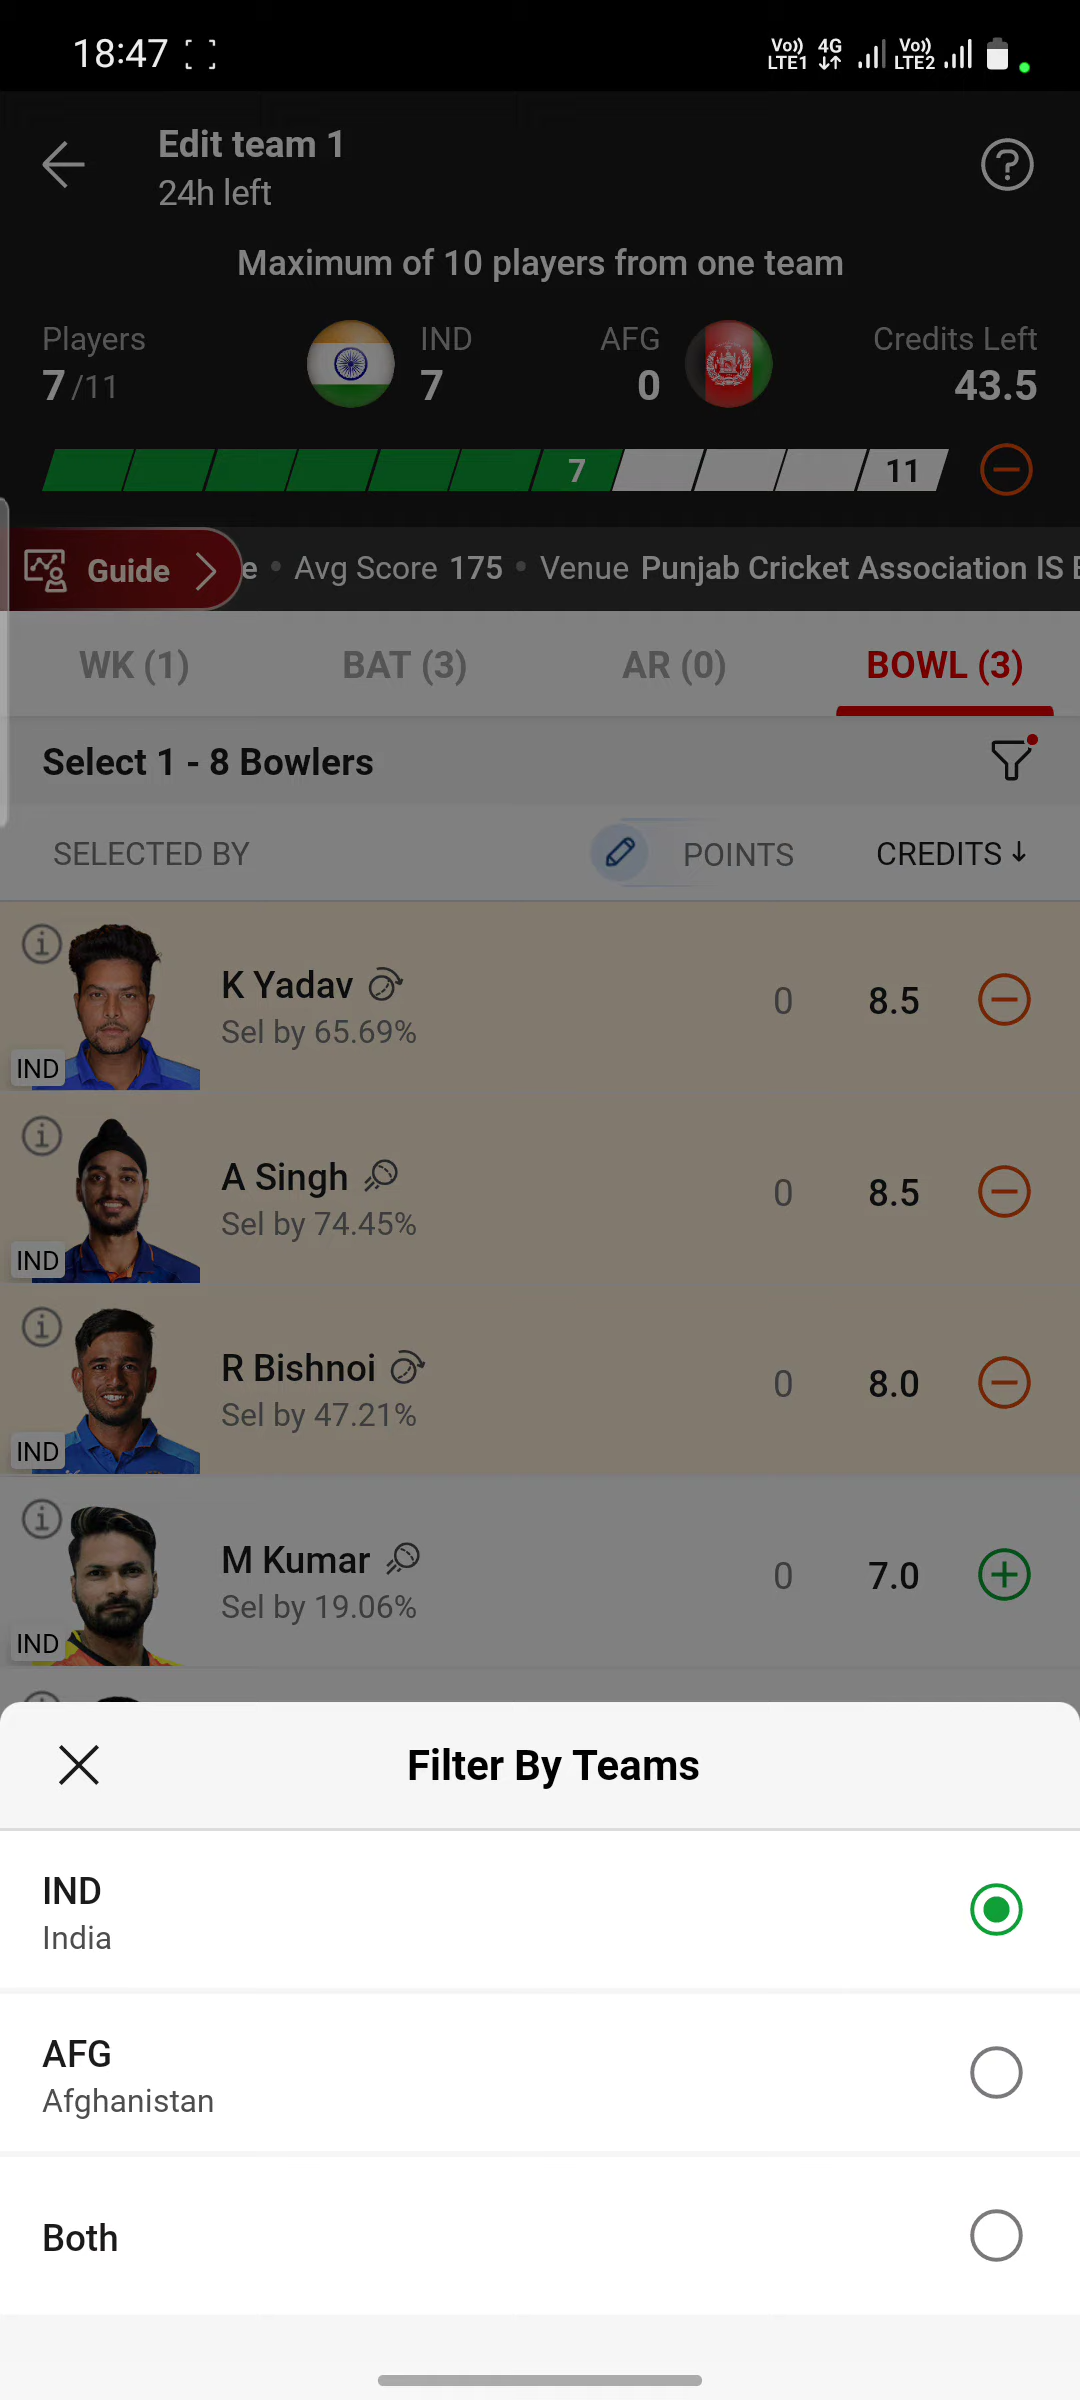 18:47
Vo)) LTE1 4G Vo)) LTE2
Edit team 1
24h left
Maximum of 10 players from one team
Players IND AFG Credits Left
7/11 7 0 43.5
7 11
Guide e • Avg Score 175 • Venue Punjab Cricket Association IS
WK (1) BAT (3) AR (0) BOWL (3)
Select 1 - 8 Bowlers
SELECTED BY POINTS CREDITS ↓
K Yadav 0 8.5
Sel by 65.69%
IND
A Singh 0 8.5
Sel by 74.45%
IND
R Bishnoi 0 8.0
Sel by 47.21%
IND
M Kumar 0 7.0
Sel by 19.06%
IND
Filter By Teams
IND
India
AFG
Afghanistan
Both